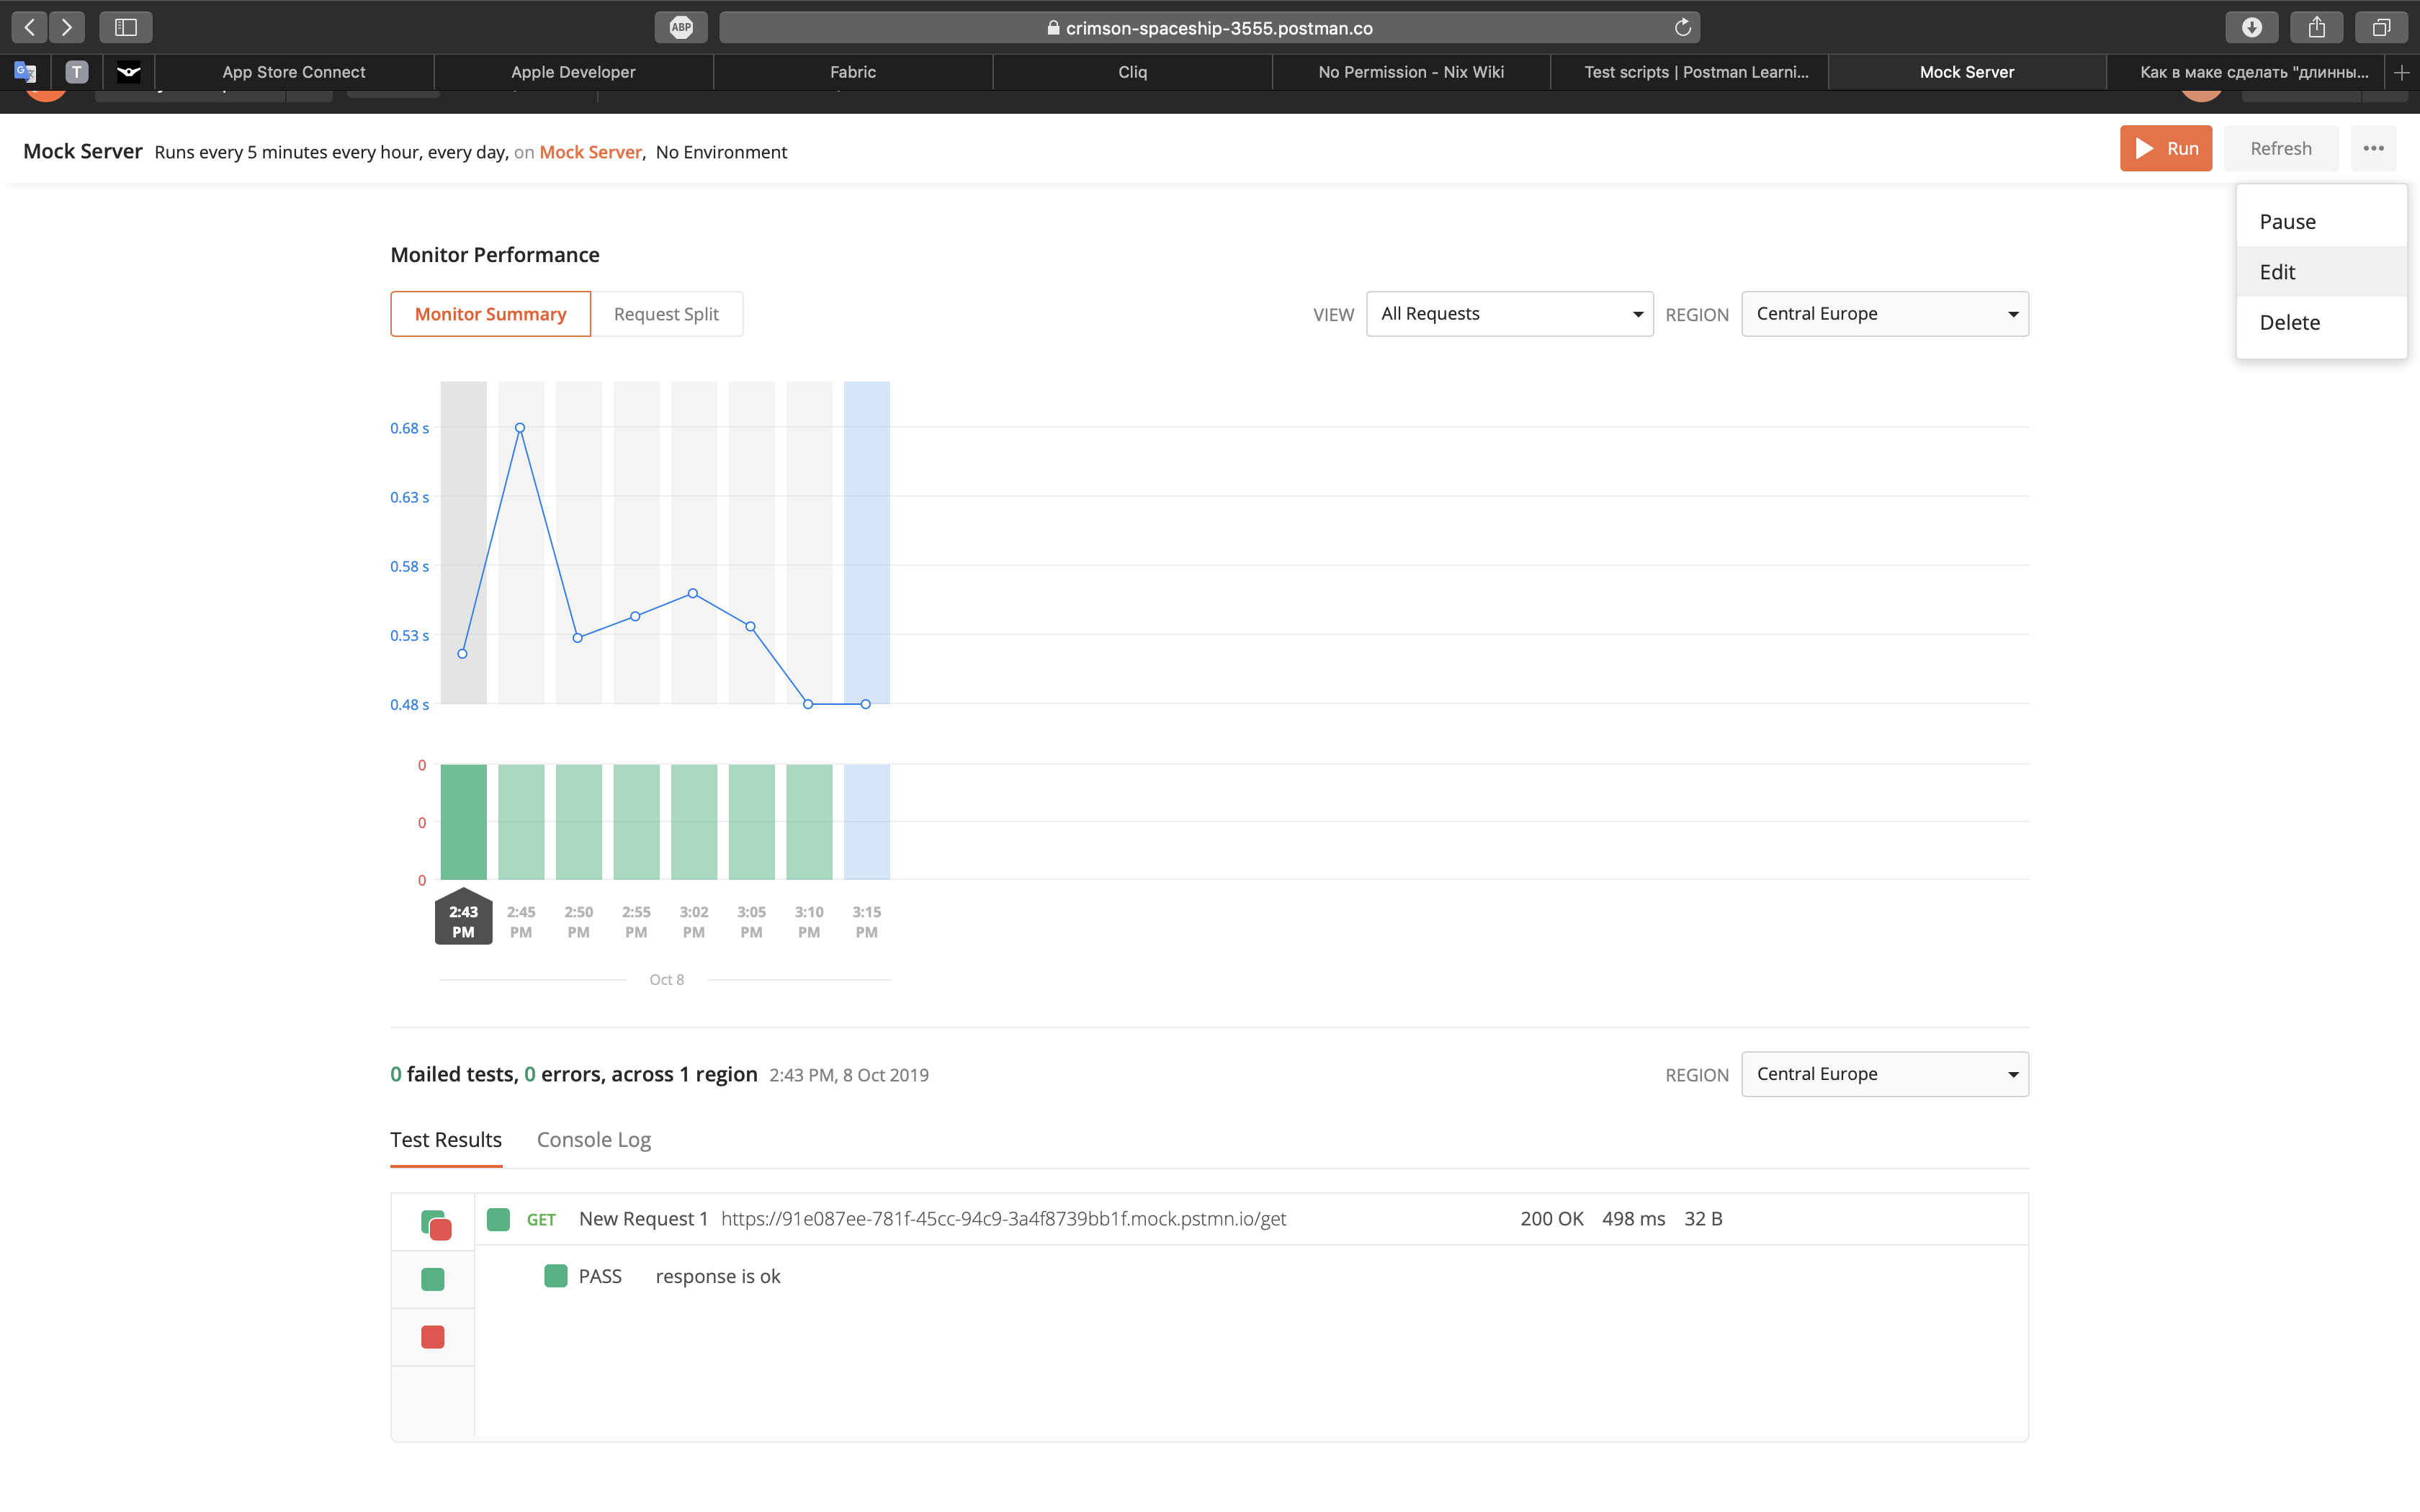 ABP
crimson-spaceship-3555.postman.co
T
App Store Connect
Apple Developer
Fabric
Cliq
No Permission - Nix Wiki
Test scripts | Postman Learni...
Mock Server
Как в маке сделать "длинны...
Mock Server Runs every 5 minutes every hour, every day, on Mock Server, No Environment
Run
Refresh
Pause
Edit
Delete
Monitor Performance
Monitor Summary
Request Split
VIEW
All Requests
REGION
Central Europe
0.68 s
0.63 s
0.58 s
0.53 s
0.48 s
0
0
0
2:43 PM
2:45 PM
2:50 PM
2:55 PM
3:02 PM
3:05 PM
3:10 PM
3:15 PM
Oct 8
0 failed tests, 0 errors, across 1 region 2:43 PM, 8 Oct 2019
REGION
Central Europe
Test Results
Console Log
GET New Request 1 https://91e087ee-781f-45cc-94c9-3a4f8739bb1f.mock.pstmn.io/get 200 OK 498 ms 32 B
PASS response is ok